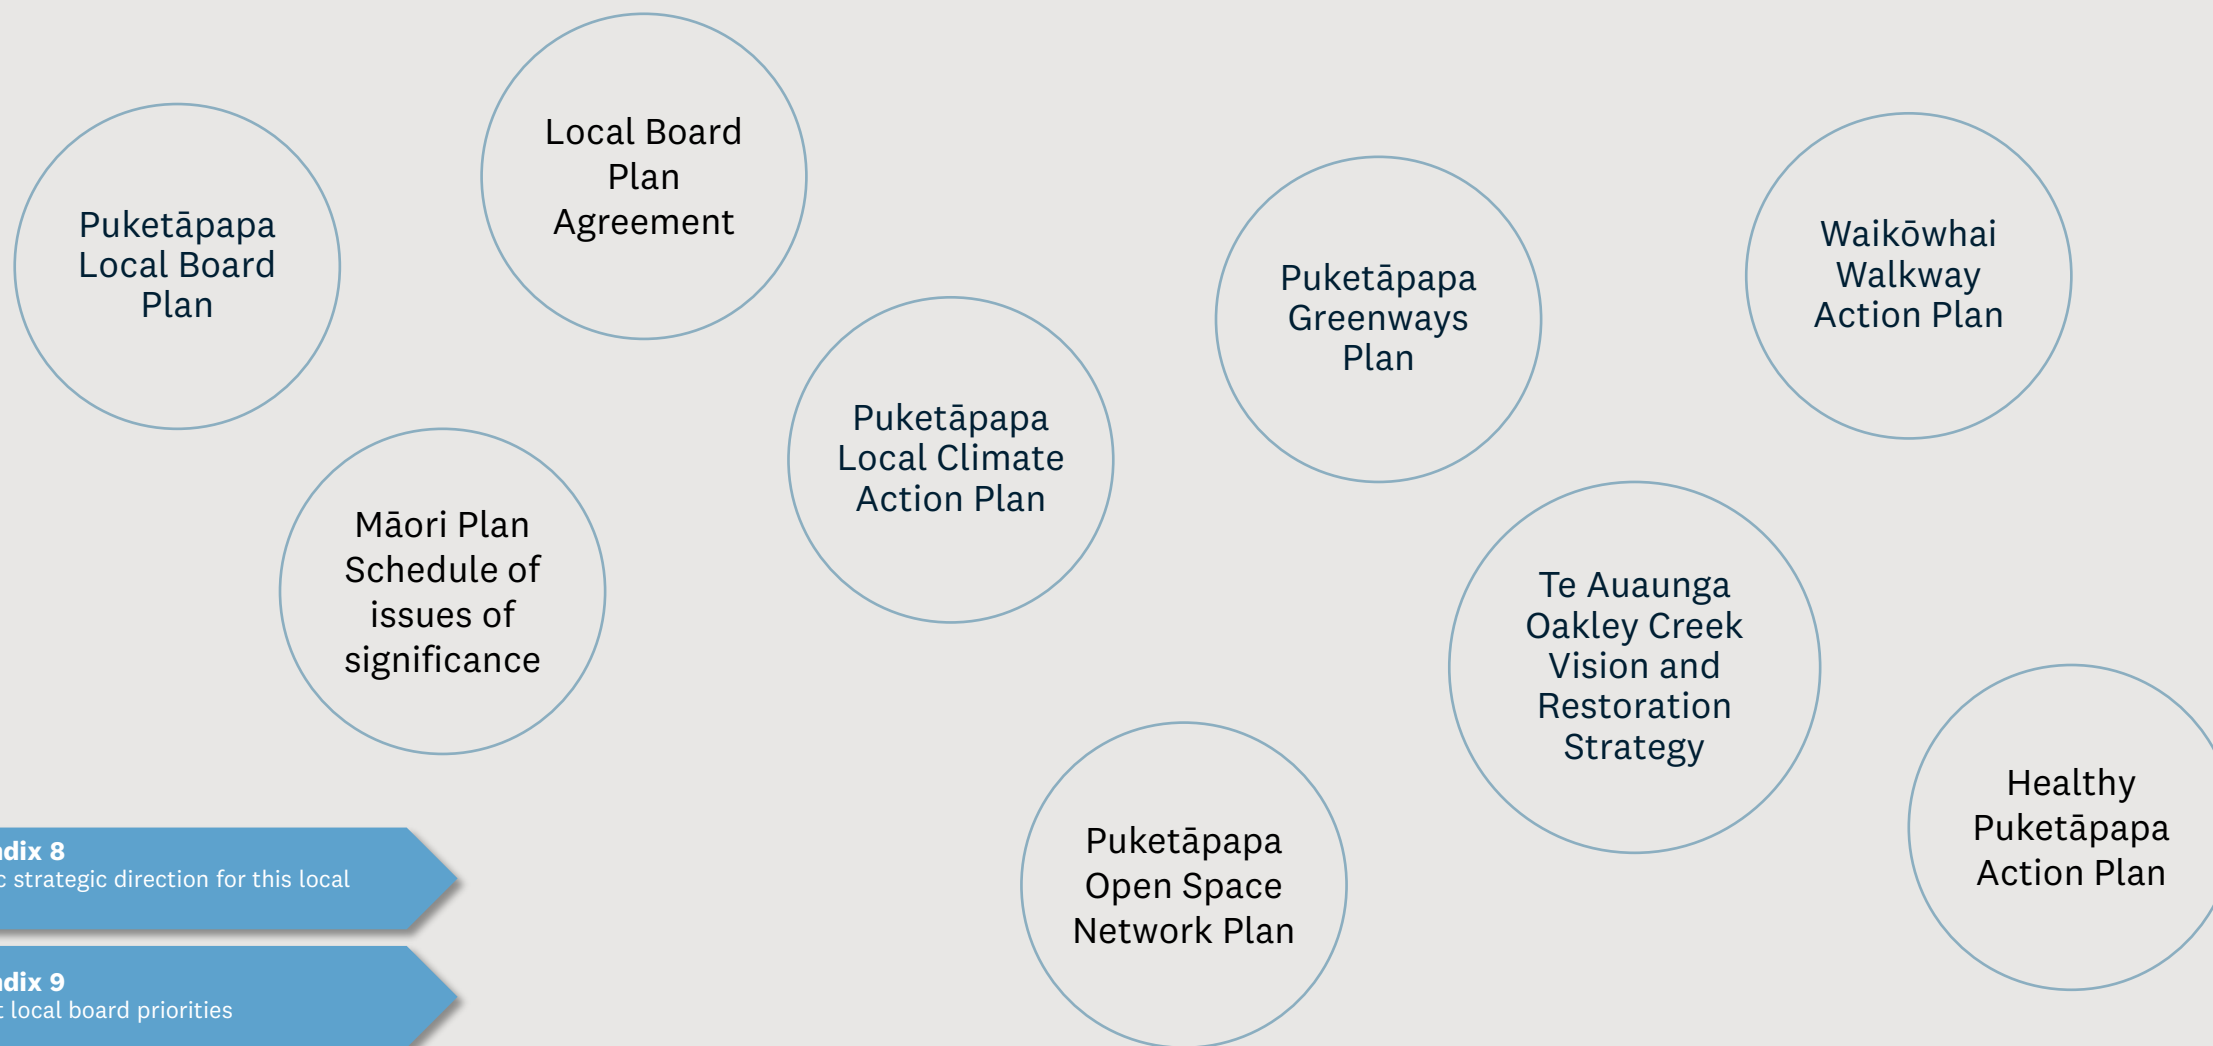 Local Board
Plan
Agreement
Puketāpapa
Local Board
Plan
Waikōwhai
Walkway
Action Plan
Puketāpapa
Greenways
Plan
Puketāpapa
Local Climate
Action Plan
Māori Plan
Schedule of
issues of
significance
Te Auaunga
Oakley Creek
Vision and
Restoration
Strategy
Healthy
Puketāpapa
Action Plan
Puketāpapa
Open Space
Network Plan
8
strategic direction for this local
9
local board priorities